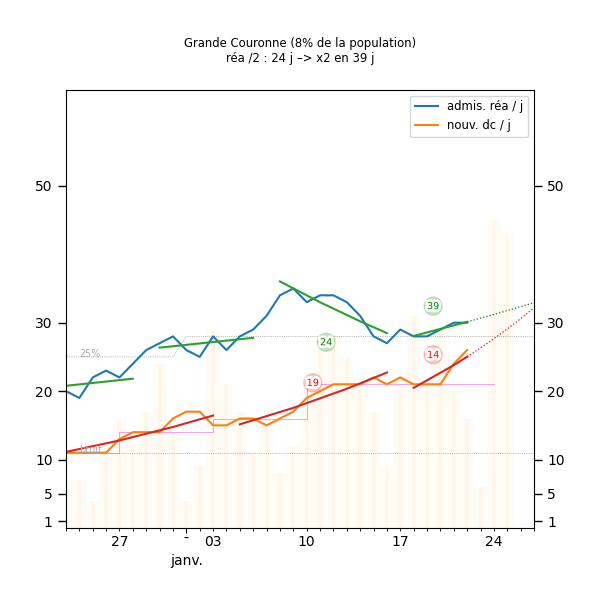 Grande Couronne (8% de la population)
réa /2 : 24 j –> x2 en 39 j
admis. réa / j
nouv. dc / j
50 50
39
30 30
24
25%
14
19
20 20
10 10
5 5
1 1
27 - 03 10 17 24
janv.